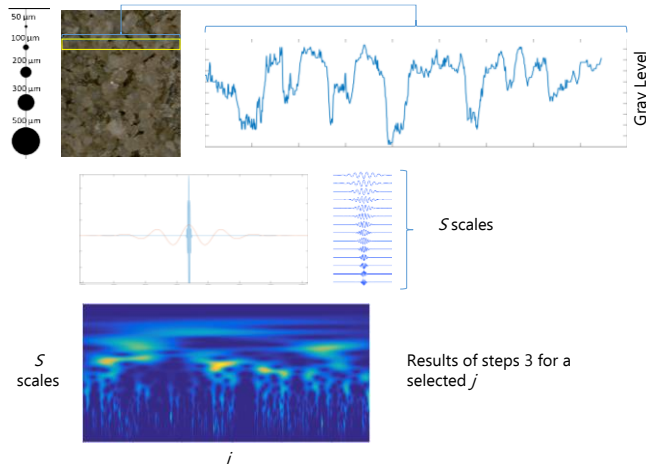 50 µm
100 µm
200 µm
300 µm
500 µm
Gray Level
S scales
S
scales
Results of steps 3 for a
selected j
i